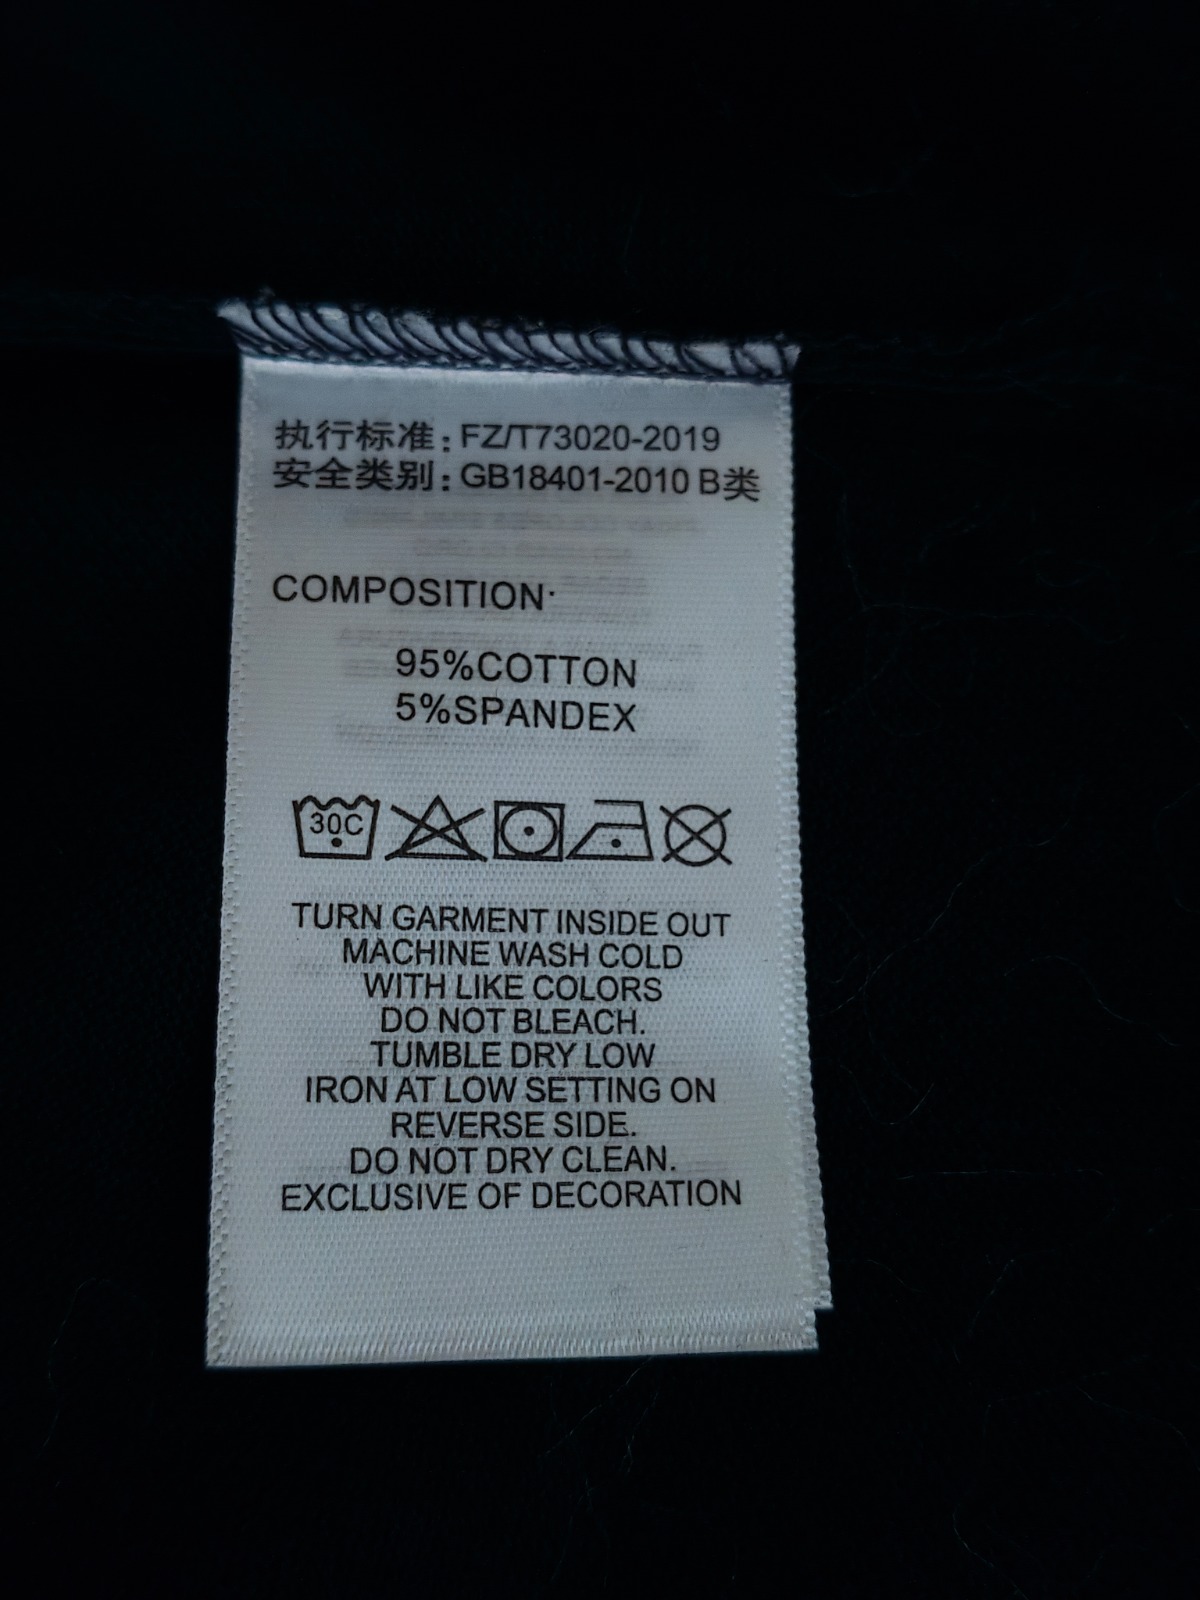 执行标准: FZ/T73020-2019
安全类别: GB18401-2010 B类
COMPOSITION·
95%COTTON
5%SPANDEX
30C
TURN GARMENT INSIDE OUT
MACHINE WASH COLD
WITH LIKE COLORS
DO NOT BLEACH.
TUMBLE DRY LOW
IRON AT LOW SETTING ON
REVERSE SIDE.
DO NOT DRY CLEAN.
EXCLUSIVE OF DECORATION